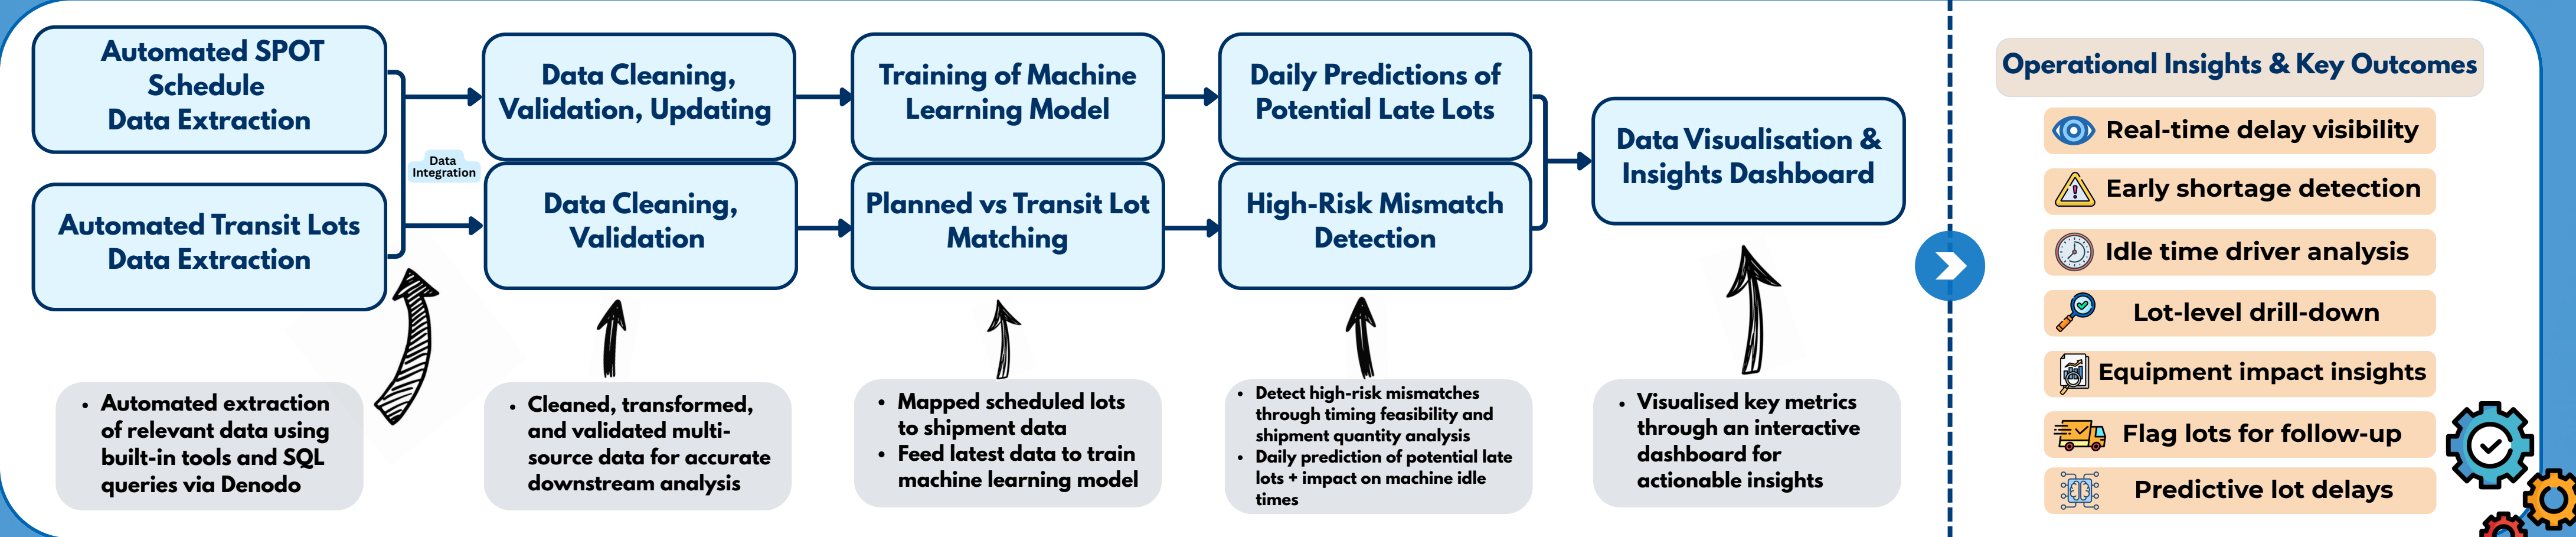 Automated SPOT
Schedule
Data Extraction
Automated Transit Lots
Data Extraction
Data
Integration
Data Cleaning,
Validation, Updating
Data Cleaning,
Validation
Training of Machine
Learning Model
Planned vs Transit Lot
Matching
Daily Predictions of
Potential Late Lots
High-Risk Mismatch
Detection
Data Visualisation &
Insights Dashboard
• Automated extraction
of relevant data using
built-in tools and SQL
queries via Denodo
• Cleaned, transformed,
and validated multi-
source data for accurate
downstream analysis
• Mapped scheduled lots
to shipment data
• Feed latest data to train
machine learning model
• Detect high-risk mismatches
through timing feasibility and
shipment quantity analysis
• Daily prediction of potential late
lots + impact on machine idle
times
• Visualised key metrics
through an interactive
dashboard for
actionable insights
Operational Insights & Key Outcomes
Real-time delay visibility
Early shortage detection
Idle time driver analysis
Lot-level drill-down
Equipment impact insights
Flag lots for follow-up
Predictive lot delays